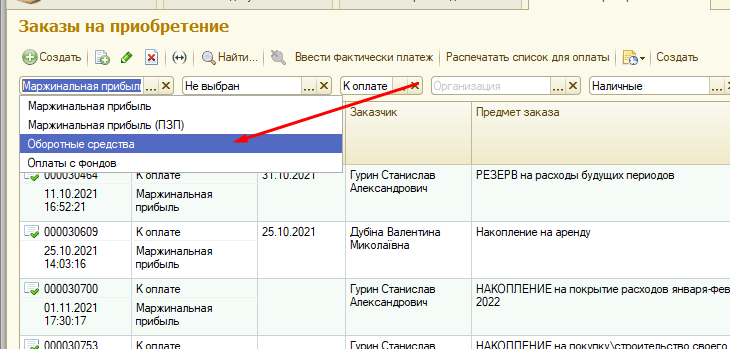 Заказы на приобретение
Создать Найти... Ввести фактически платеж Распечатать список для оплаты Создать
Маржинальная прибыл ... Не выбран ... К оплате ... Организация ... Наличные
Маржинальная прибыль
Маржинальная прибыль (ПЗП)
Оборотные средства
Оплаты с фондов
Заказчик Предмет заказа
000030464 К оплате 31.10.2021 Гурин Станислав РЕЗЕРВ на расходы будущих периодов
11.10.2021 Маржинальная Александрович
16:52:21 прибыль
000030609 К оплате 25.10.2021 Дубіна Валентина Накопление на аренду
25.10.2021 Маржинальная Миколаївна
14:03:16 прибыль
000030700 К оплате Гурин Станислав НАКОПЛЕНИЕ на покрытие расходов января-фев
01.11.2021 Маржинальная Александрович 2022
17:30:17 прибыль
000030753 К оплате Гурин Станислав НАКОПЛЕНИЕ на покупку\строительство своего